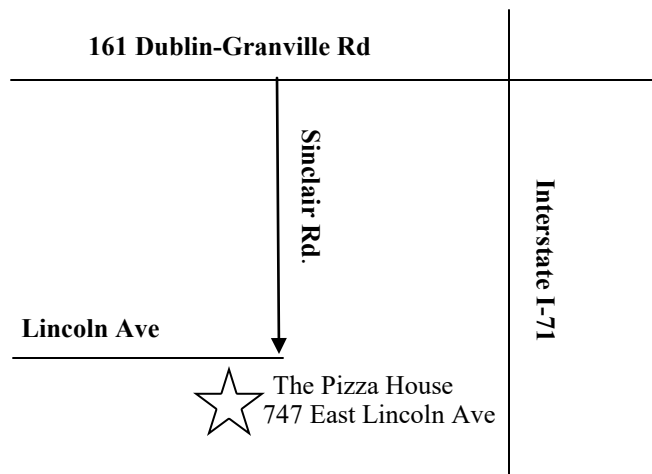 161 Dublin-Granville Rd
Sinclair Rd.
Interstate I-71
Lincoln Ave
The Pizza House
747 East Lincoln Ave